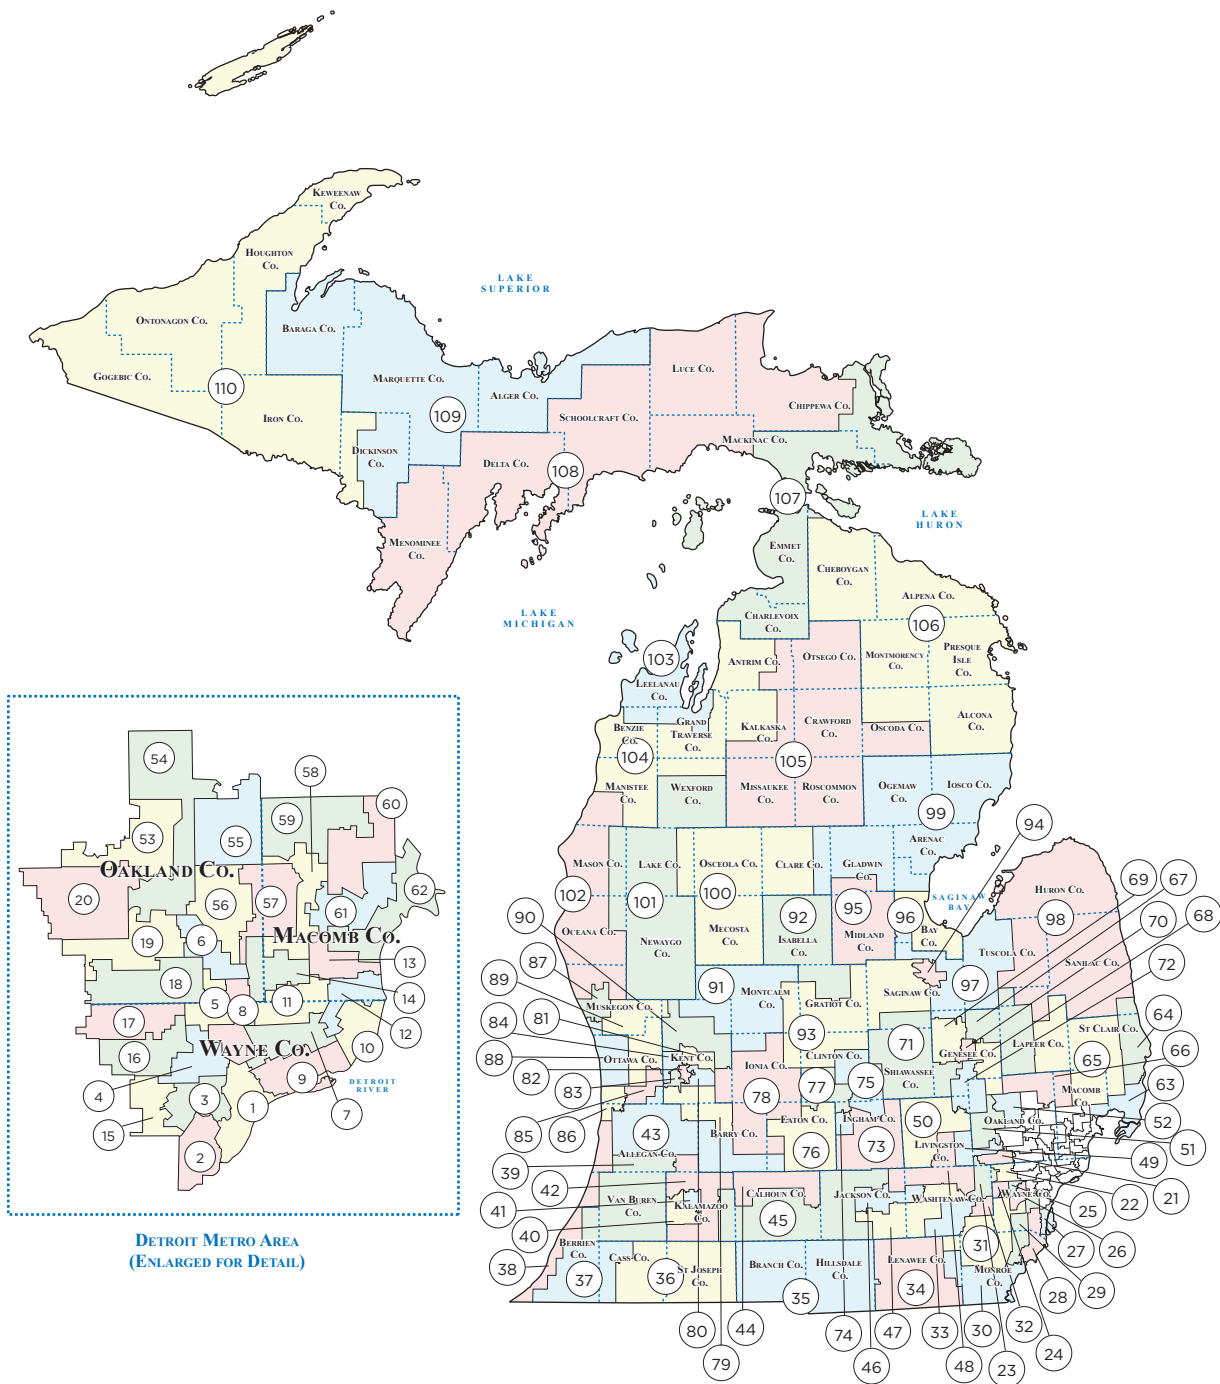 KEWEENAW
CO.
HOUGHTON
CO.
LAKE
SUPERIOR
ONTONAGON CO.
BARAGA CO.
GOGEBIC CO.
110
MARQUETTE CO.
109
ALGER CO.
LUCE CO.
IRON CO.
SCHOOLCRAFT CO.
CHIPPEWA CO.
DICKINSON
CO.
MACKINAC CO.
DELTA CO.
108
107
LAKE
HURON
MENOMINEE
CO.
EMMET
CO.
CHEBOYGAN
CO.
ALPENA CO.
LAKE
MICHIGAN
CHARLEVOIX
CO.
106
103
ANTRIM CO.
OTSEGO CO.
MONTMORENCY
CO.
PRESQUE
ISLE
CO.
LEELANAU
CO.
BENZIE
CO.
GRAND
TRAVERSE
CO.
KALKASKA
CO.
CRAWFORD
CO.
OSCODA CO.
ALCONA
CO.
104
105
MANISTEE
CO.
WEXFORD
CO.
MISSAUKEE
CO.
ROSCOMMON
CO.
OGEMAW
CO.
IOSCO CO.
99
94
ARENAC
CO.
MASON CO.
LAKE CO.
OSCEOLA CO.
CLARE CO.
GLADWIN
CO.
102
101
100
92
95
96
SAGINAW
BAY
HURON CO.
98
69
67
70
68
72
90
OCEANA CO.
NEWAYGO
CO.
MECOSTA
CO.
ISABELLA
CO.
MIDLAND
CO.
BAY
CO.
TUSCOLA CO.
SANILAC CO.
87
89
84
81
88
82
83
85
86
39
91
MONTCALM
CO.
GRATIOT CO.
SAGINAW CO.
97
MUSKEGON CO.
93
71
GENESEE CO.
LAPEER CO.
ST CLAIR CO.
64
65
66
63
OTTAWA CO.
KENT CO.
IONIA CO.
CLINTON CO.
SHIAWASSEE
CO.
MACOMB
CO.
78
77
75
43
ALLEGAN CO.
BARRY CO.
EATON CO.
76
INGHAM CO.
73
50
LIVINGSTON
CO.
OAKLAND CO.
52
51
49
21
22
25
26
27
29
28
24
32
42
41
40
38
VAN BUREN
CO.
KALAMAZOO
CO.
CALHOUN CO.
45
JACKSON CO.
WASHTENAW CO.
WAYNE CO.
31
BERRIEN
CO.
37
CASS CO.
36
ST JOSEPH
CO.
BRANCH CO.
HILLSDALE
CO.
35
LENAWEE CO.
34
MONROE
CO.
80
79
44
74
46
47
33
48
30
23
54
58
60
59
53
55
OAKLAND CO.
20
56
57
62
61
19
6
MACOMB CO.
13
18
14
5
8
11
12
17
WAYNE CO.
10
16
4
9
DETROIT
RIVER
3
1
7
15
2
DETROIT METRO AREA
(ENLARGED FOR DETAIL)